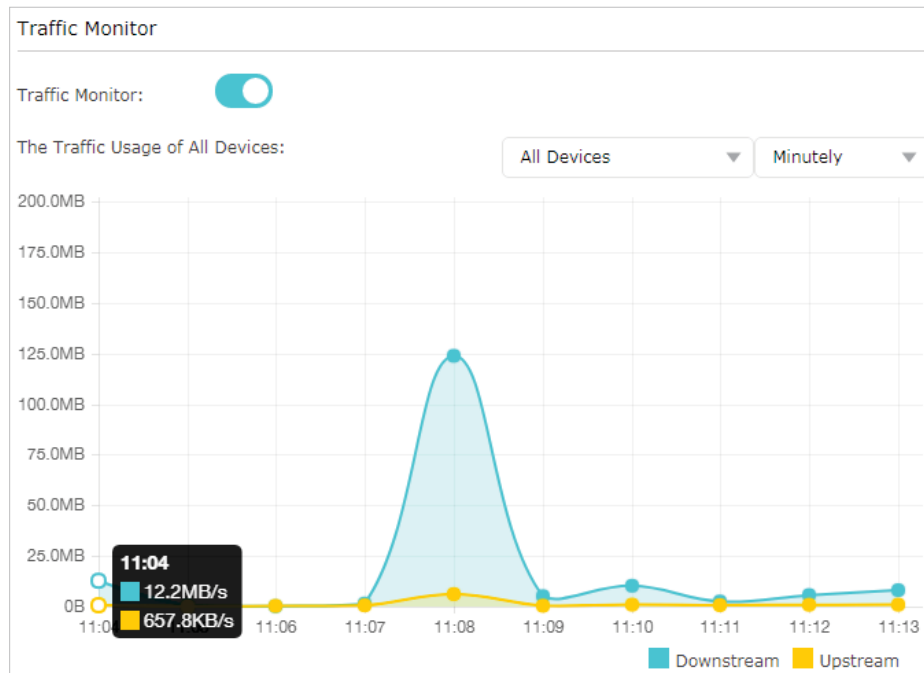 Traffic Monitor
Traffic Monitor:
The Traffic Usage of All Devices:
All Devices
Minutely
200.0MB
175.0MB
150.0MB
125.0MB
100.0MB
75.0MB
50.0MB
25.0MB
0B
11:04
12.2MB/s
657.8KB/s
11:06 11:07 11:08 11:09 11:10 11:11 11:12 11:13
Downstream Upstream